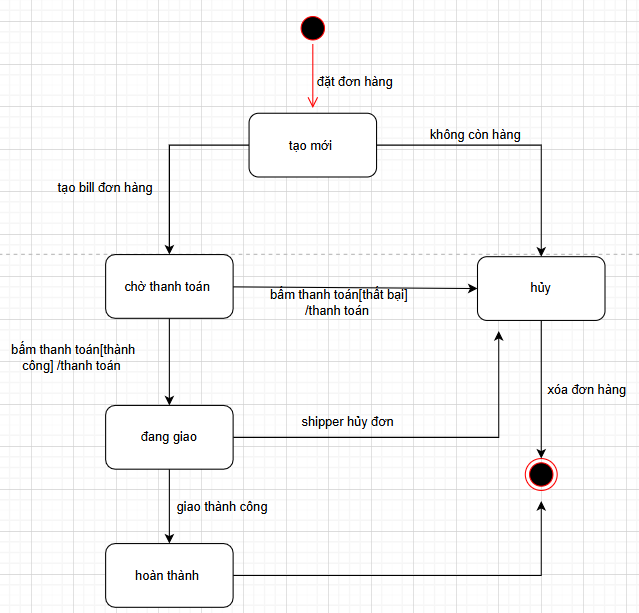 đặt đơn hàng
tạo mới
không còn hàng
tạo bill đơn hàng
chờ thanh toán
bấm thanh toán[thất bại]
/thanh toán
hủy
bấm thanh toán[thành
công] /thanh toán
xóa đơn hàng
shipper hủy đơn
đang giao
giao thành công
hoàn thành